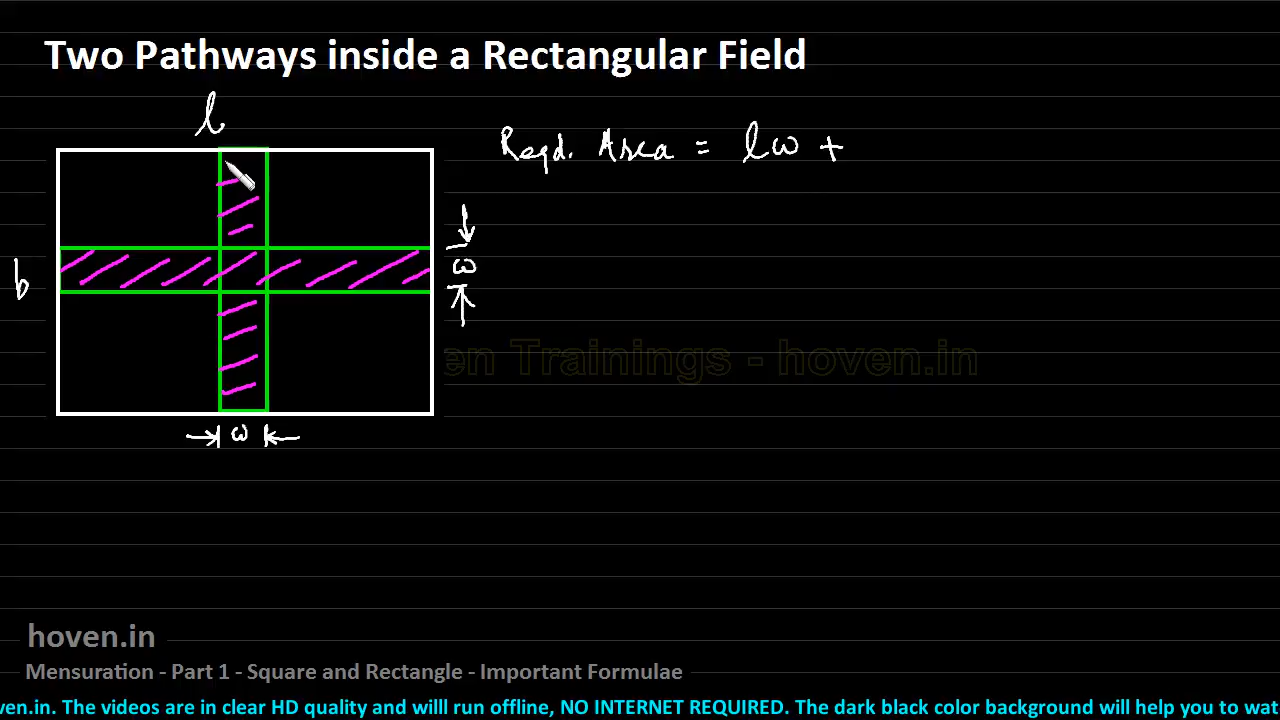 Two Pathways inside a Rectangular Field
l
Reqd. Area = lw +
w
b
en Trainings - hoven.in
w
hoven.in
Mensuration - Part 1 - Square and Rectangle - Important Formulae
ven.in. The videos are in clear HD quality and willl run offline, NO INTERNET REQUIRED. The dark black color background will help you to wat